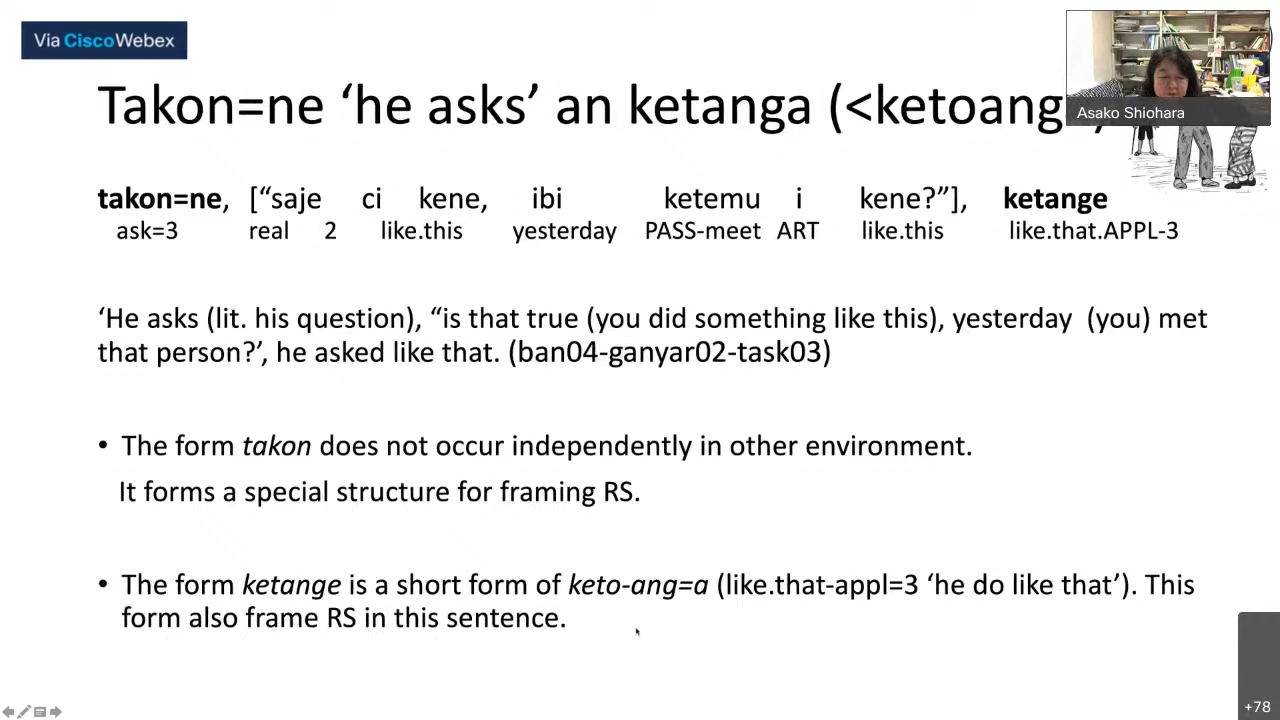 Via Cisco Webex
Takon=ne ‘he asks’ an ketanga (<ketoang
Asako Shiohara
takon=ne, [“saje ci kene, ibi ketemu i kene?”], ketange
ask=3 real 2 like.this yesterday PASS-meet ART like.this like.that.APPL-3
‘He asks (lit. his question), “is that true (you did something like this), yesterday (you) met
that person?’, he asked like that. (ban04-ganyar02-task03)
• The form takon does not occur independently in other environment.
It forms a special structure for framing RS.
• The form ketange is a short form of keto-ang=a (like.that-appl=3 ‘he do like that’). This
form also frame RS in this sentence.
+78